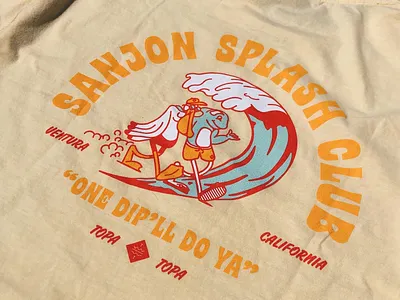 SANJON SPLASH CLUB
VENTURA
CALIFORNIA
“ONE DIP'LL DO YA”
TOPA
TOPA